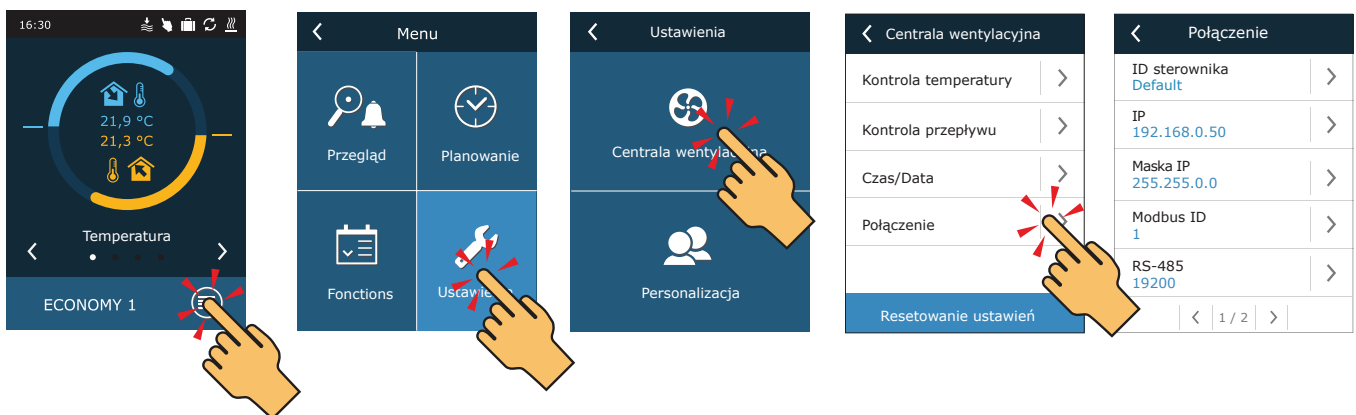 16:30
21,9 °C
21,3 °C
Temperatura
ECONOMY 1
Menu
Przegląd
Planowanie
Fonctions
Ustawienia
Ustawienia
Centrala wentylacyjna
Personalizacja
Centrala wentylacyjna
Kontrola temperatury
Kontrola przepływu
Czas/Data
Połączenie
Resetowanie ustawień
Połączenie
ID sterownika
Default
IP
192.168.0.50
Maska IP
255.255.0.0
Modbus ID
1
RS-485
19200
1 / 2